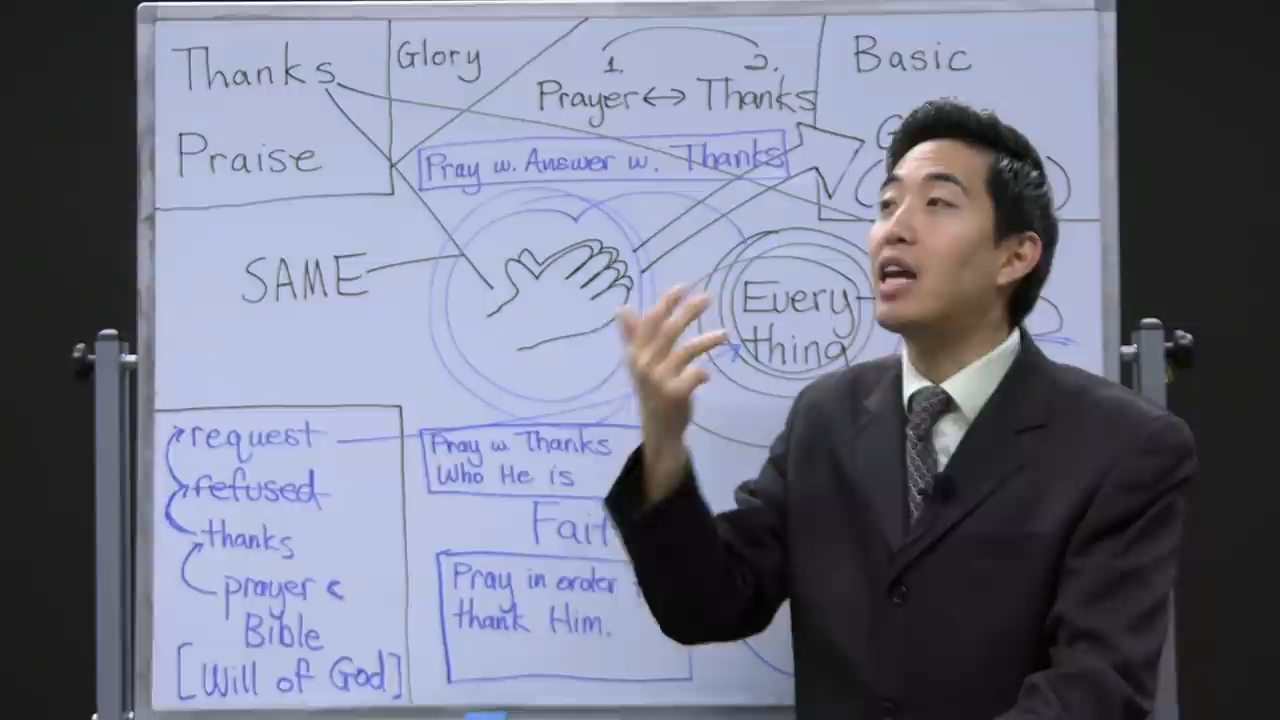 Thanks
Praise
Glory
1. 2.
Prayer ↔ Thanks
Basic
Pray w. Answer w. Thanks
SAME
Every
thing
request
refused
thanks
prayer &
Bible
[Will of God]
Pray w. Thanks
Who He is
Pray in order
thank Him.